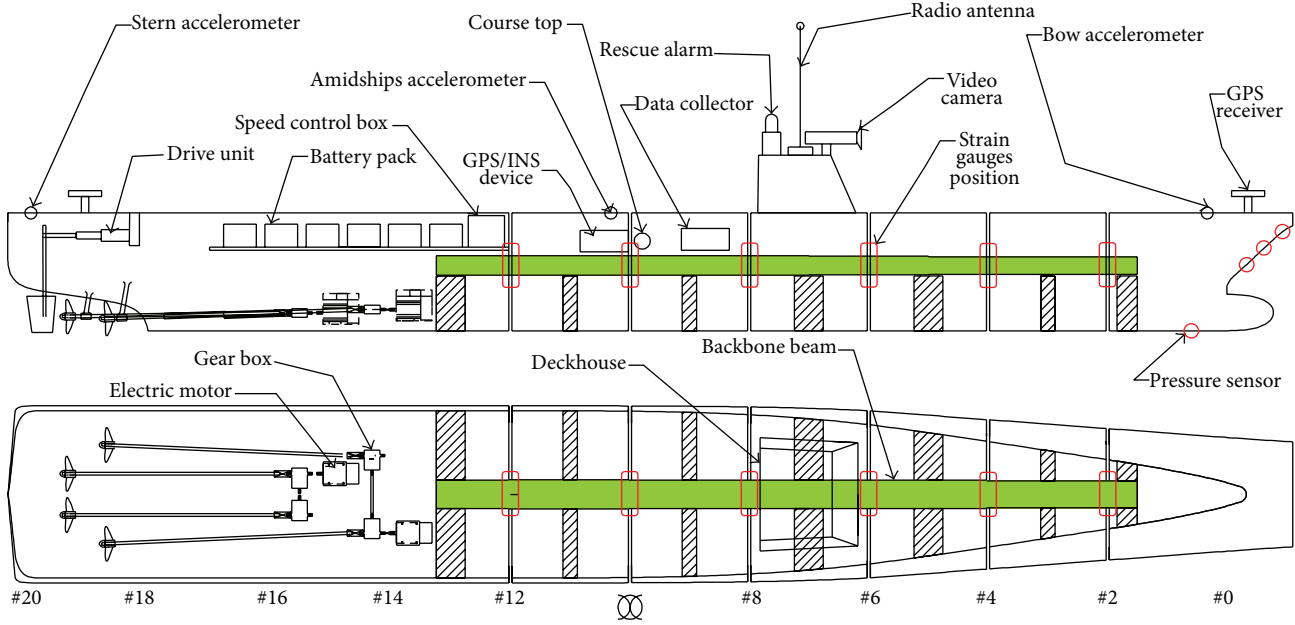 Stern accelerometer
Course top
Radio antenna
Bow accelerometer
Rescue alarm
Amidships accelerometer
Video
camera
GPS
receiver
Data collector
Speed control box
Strain
gauges
position
Drive unit
Battery pack
GPS/INS
device
Gear box
Deckhouse
Backbone beam
Electric motor
Pressure sensor
#20 #18 #16 #14 #12 #8 #6 #4 #2 #0